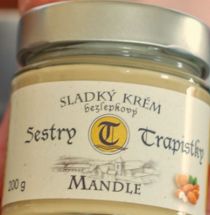 SLADKÝ KRÉM
bezlepkový
Sestry T Trapistky
200 g
MANDLE